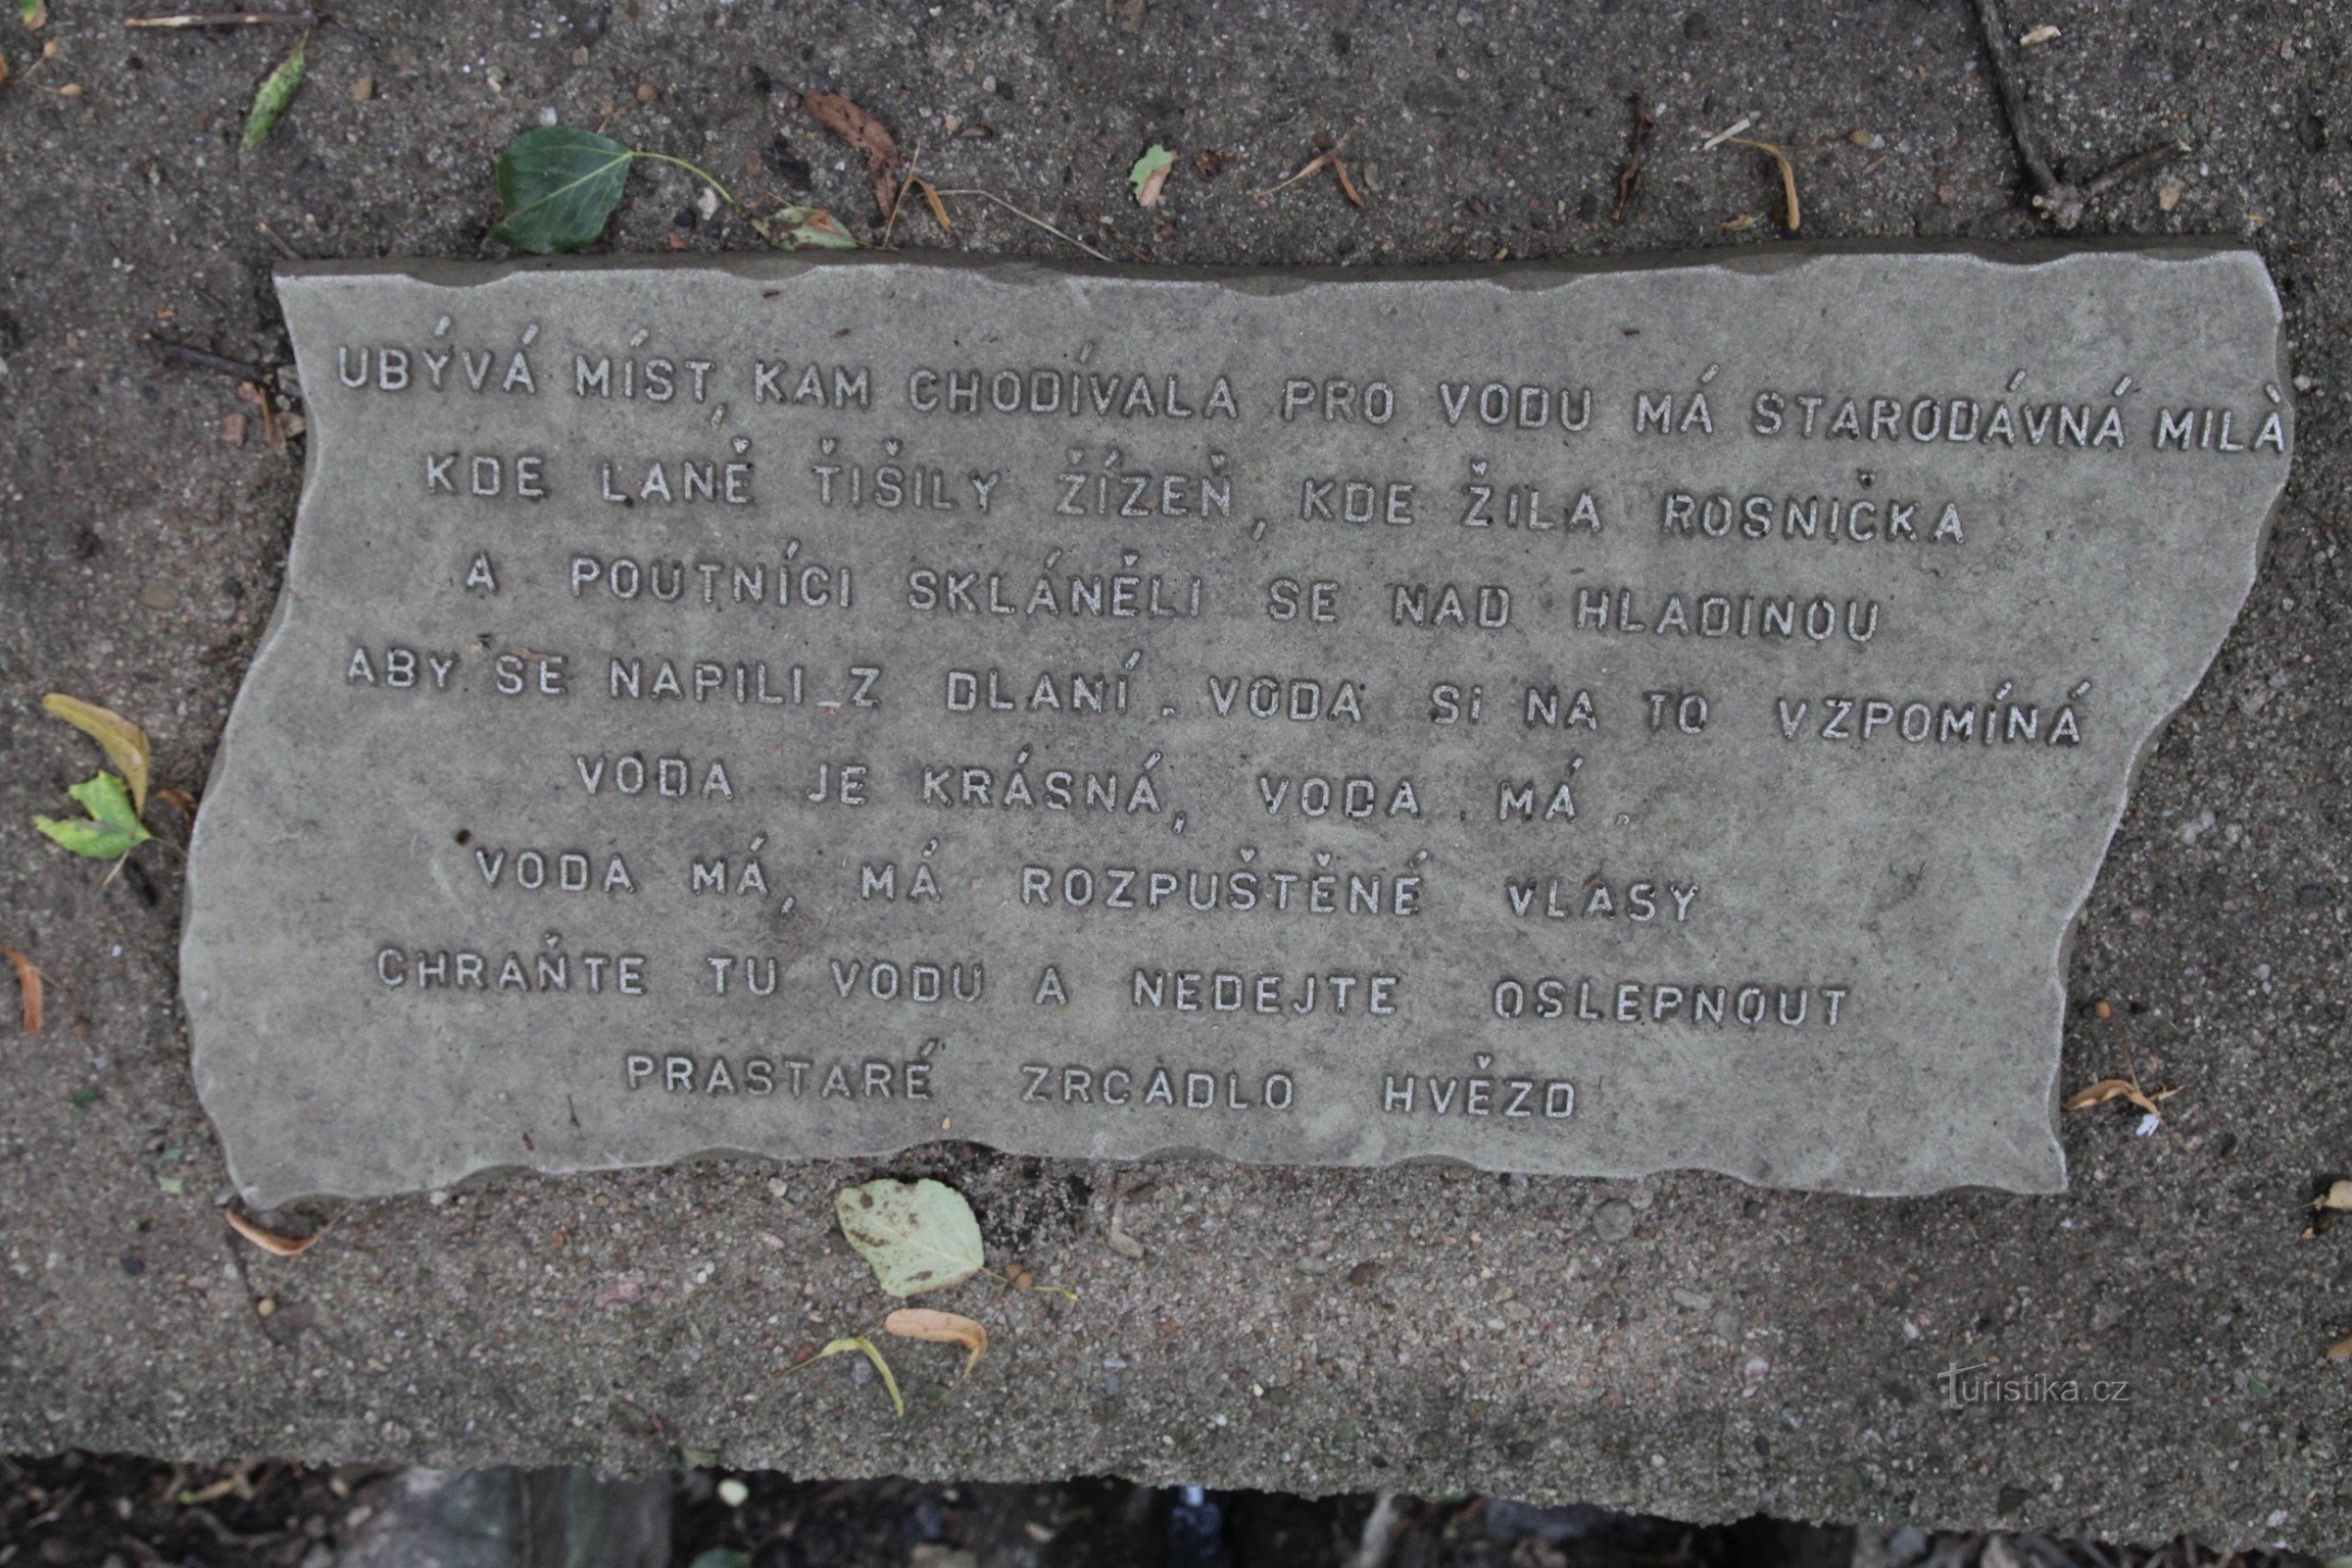 UBÝVÁ MÍST, KAM CHODÍVALA PRO VODU MÁ STARODÁVNÁ MILÁ
KDE LANĚ ŤIŠILY ŽÍZEŇ, KDE ŽILA ROSNIČKA
A POUTNÍCI SKLÁNĚLI SE NAD HLADINOU
ABY SE NAPILI Z DLANÍ. VODA SI NA TO VZPOMÍNÁ
VODA JE KRÁSNÁ, VODA MÁ.
VODA MÁ, MÁ ROZPUŠTĚNÉ VLASY
CHRAŇTE TU VODU A NEDEJTE OSLEPNOUT
PRASTARÉ ZRCADLO HVĚZD
Turistika.cz